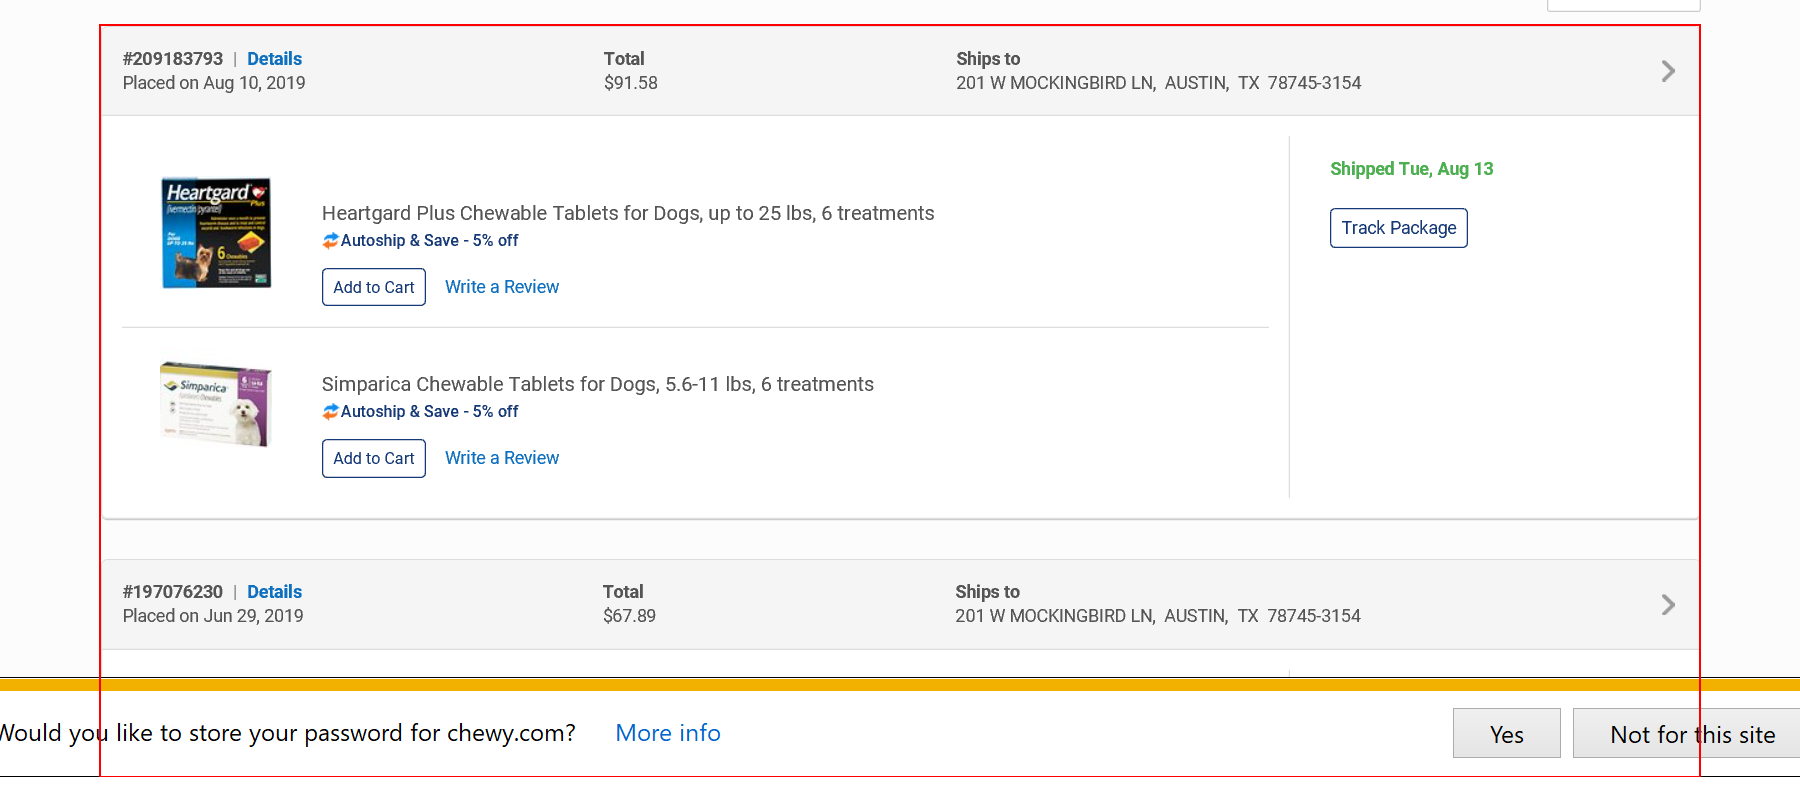 #209183793 | Details
Placed on Aug 10, 2019
Total
$91.58
Ships to
201 W MOCKINGBIRD LN, AUSTIN, TX 78745-3154
Shipped Tue, Aug 13
Track Package
Heartgard
Plus
6
Heartgard Plus Chewable Tablets for Dogs, up to 25 lbs, 6 treatments
Autoship & Save - 5% off
Add to Cart Write a Review
Simparica
6
Simparica Chewable Tablets for Dogs, 5.6-11 lbs, 6 treatments
Autoship & Save - 5% off
Add to Cart Write a Review
#197076230 | Details
Placed on Jun 29, 2019
Total
$67.89
Ships to
201 W MOCKINGBIRD LN, AUSTIN, TX 78745-3154
Would you like to store your password for chewy.com? More info Yes Not for this site